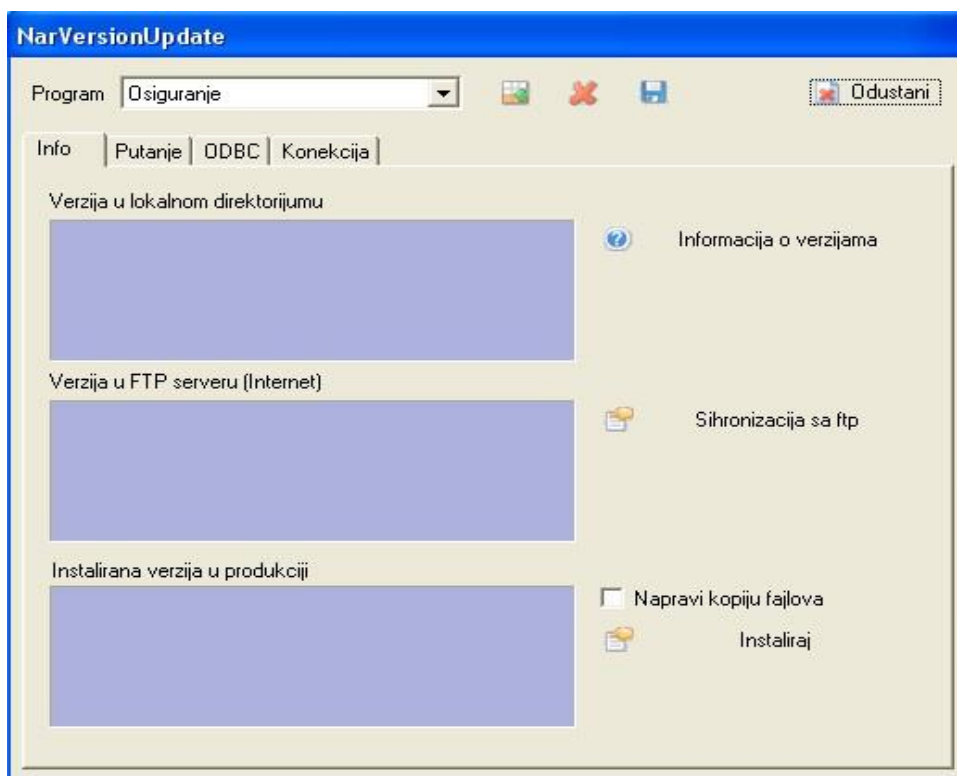 NarVersionUpdate
Program Osiguranje Odustani
Info Putanje ODBC Konekcija
Verzija u lokalnom direktorijumu
Informacija o verzijama
Verzija u FTP serveru (Internet)
Sihronizacija sa ftp
Instalirana verzija u produkciji
Napravi kopiju fajlova
Instaliraj